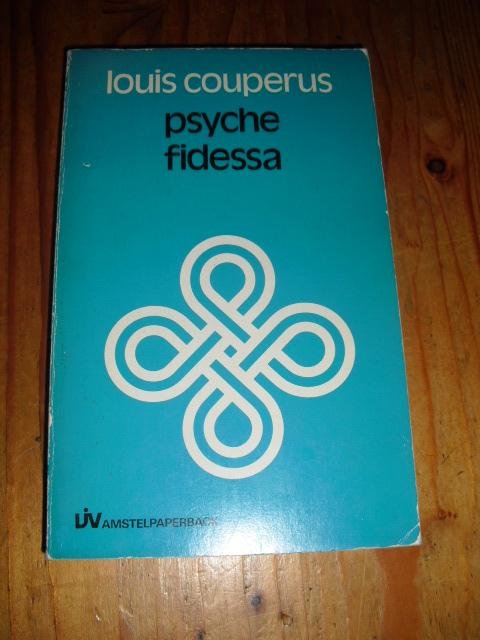 louis couperus
psyche
fidessa
AMSTELPAPERBACK